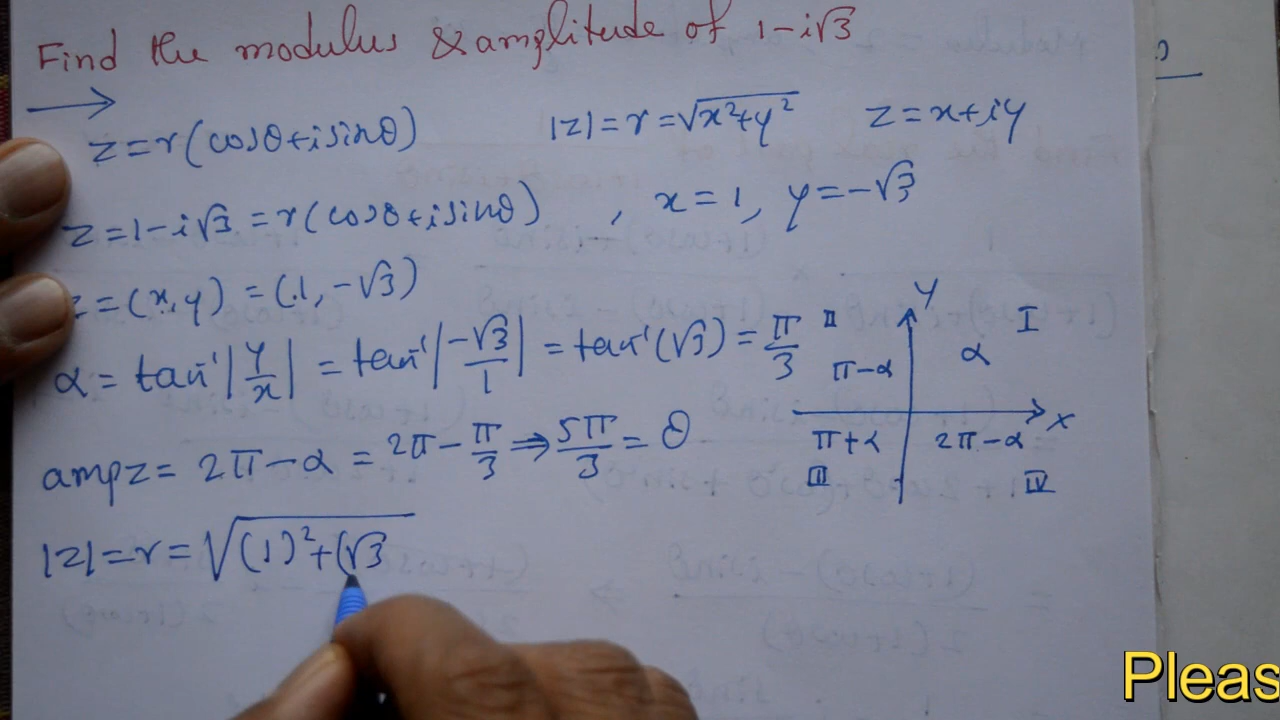 Find the modulus & amplitude of 1-i√3
z=r(cosθ+isinθ) |z|=r=√x²+y² z=x+iy
z=1-i√3=r(cosθ+isinθ), x=1, y=-√3
z=(x,y)=(1,-√3)
α=tan⁻¹|y/x|=tan⁻¹|-√3/1|=tan⁻¹(√3)=π/3
amp z=2π-α=2π-π/3⇒5π/3=θ
|z|=r=√(1)²+(√3
Y
II I
π-α α
X
π+α 2π-α
III IV
Pleas